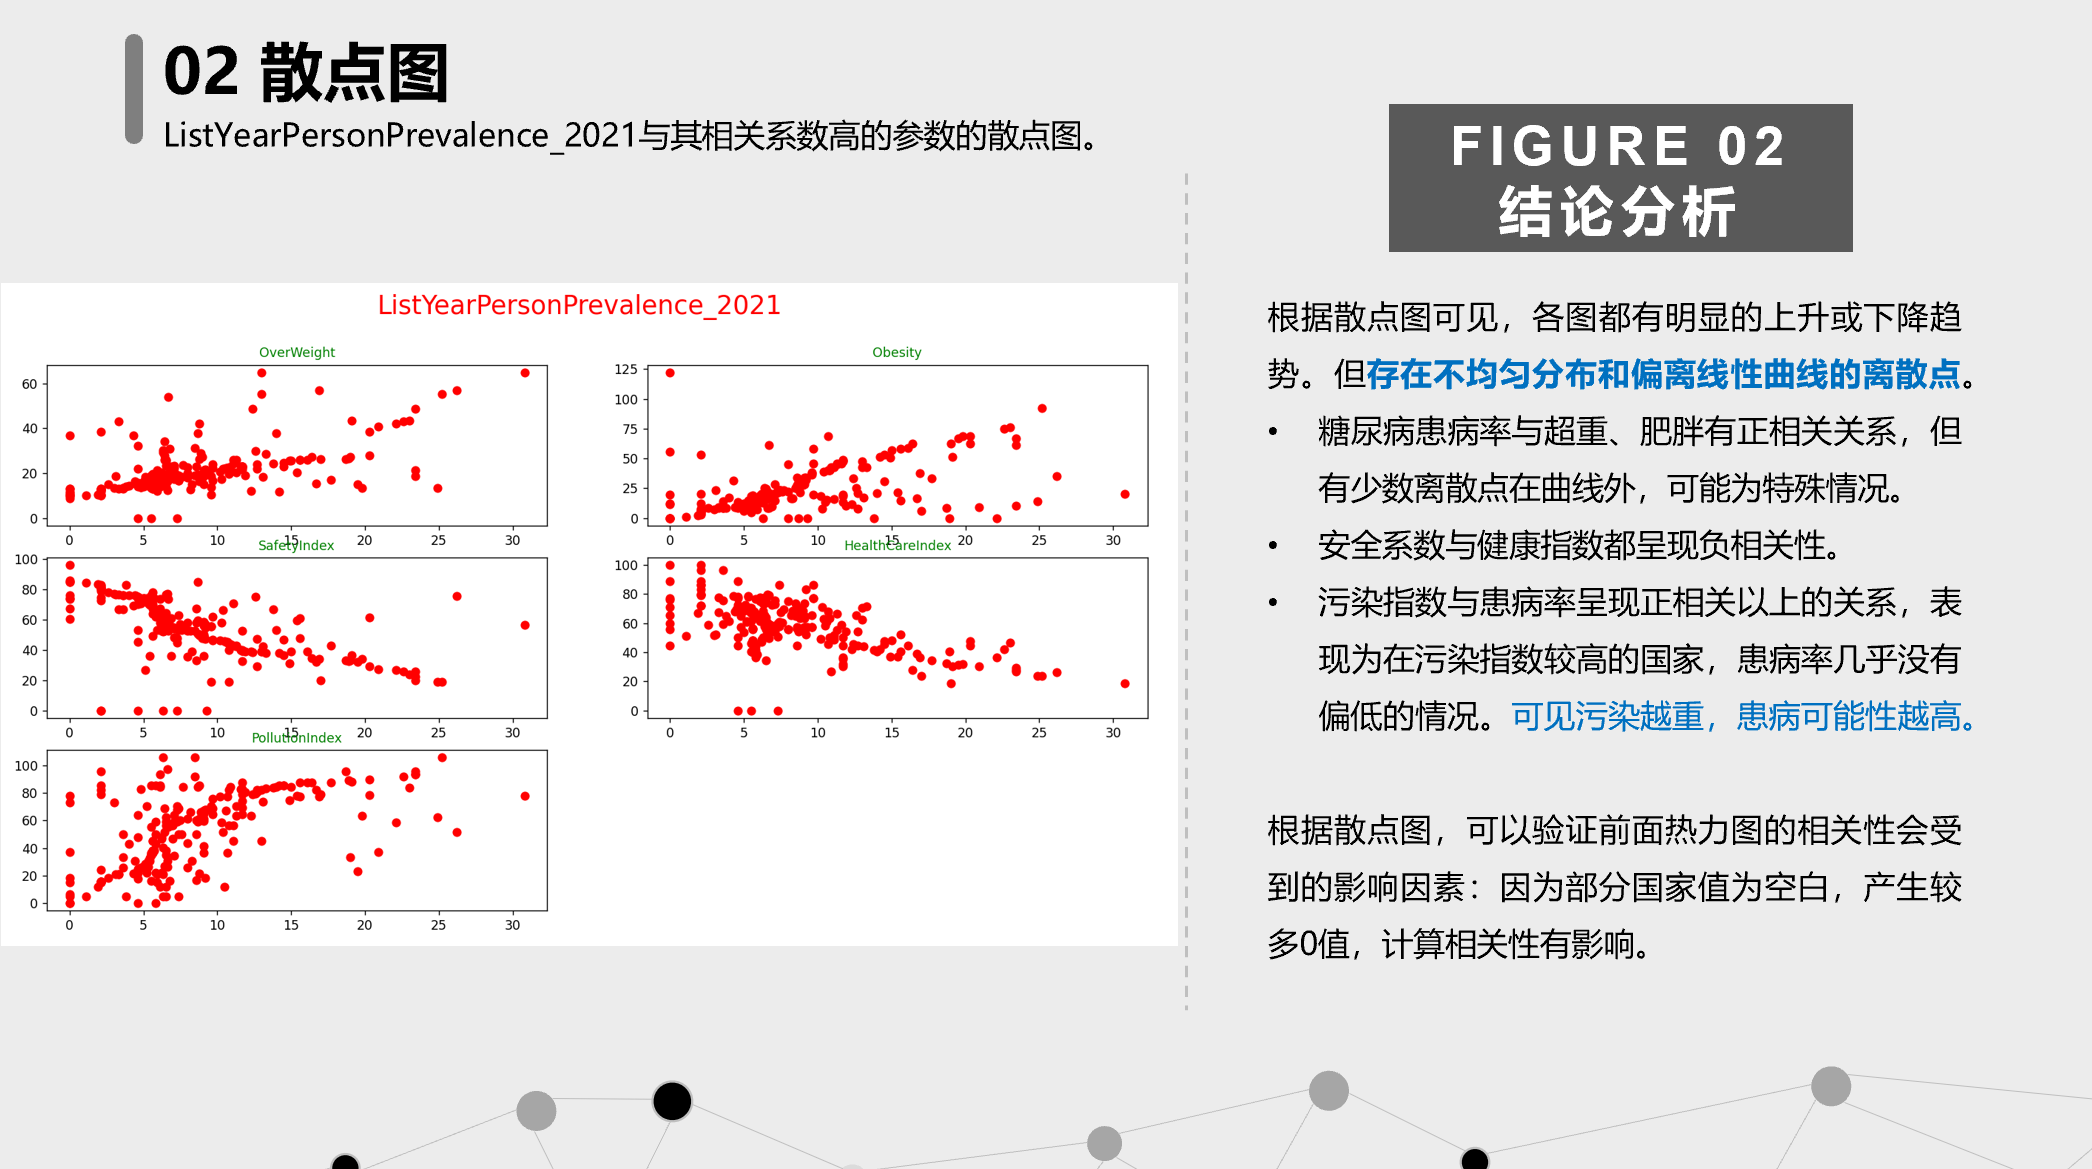 02 散点图
ListYearPersonPrevalence_2021与其相关系数高的参数的散点图。
ListYearPersonPrevalence_2021
OverWeight
60
40
20
0
0 5 10 15 20 25 30
Obesity
125
100
75
50
25
0
0 5 10 15 20 25 30
SafetyIndex
100
80
60
40
20
0
0 5 10 15 20 25 30
HealthCareIndex
100
80
60
40
20
0
0 5 10 15 20 25 30
PollutionIndex
100
80
60
40
20
0
0 5 10 15 20 25 30
FIGURE 02
结论分析
根据散点图可见，各图都有明显的上升或下降趋
势。但存在不均匀分布和偏离线性曲线的离散点。
• 糖尿病患病率与超重、肥胖有正相关关系，但
有少数离散点在曲线外，可能为特殊情况。
• 安全系数与健康指数都呈现负相关性。
• 污染指数与患病率呈现正相关以上的关系，表
现为在污染指数较高的国家，患病率几乎没有
偏低的情况。可见污染越重，患病可能性越高。
根据散点图，可以验证前面热力图的相关性会受
到的影响因素：因为部分国家值为空白，产生较
多0值，计算相关性有影响。